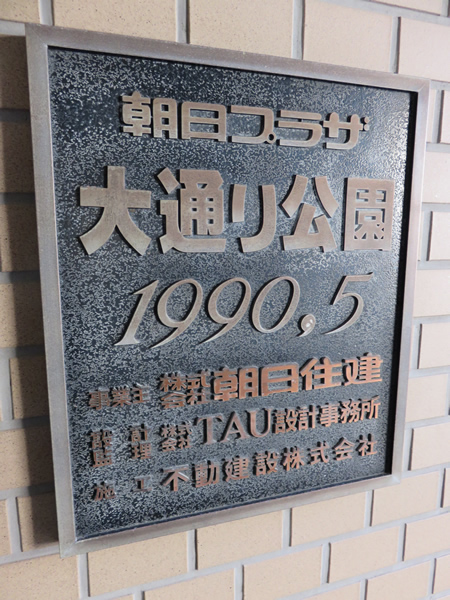 朝日プラザ
大通り公園
1990,5
事業主 株式会社 朝日住建
設計監理 株式会社 TAU設計事務所
施工 不動建設株式会社